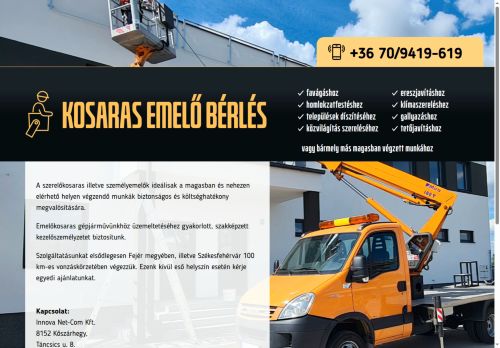 +36 70/9419-619
KOSARAS EMELŐ BÉRLÉS
favágáshoz
homlokzatfestéshez
települések díszítéséhez
közvilágítás szereléséhez
ereszjavításhoz
klímaszereléshez
gallyazáshoz
tetőjavításhoz
vagy bármely más magasban végzett munkához
A szerelőkosaras illetve személyemelők ideálisak a magasban és nehezen
elérhető helyen végzendő munkák biztonságos és költséghatékony
megvalósítására.
Emelőkosaras gépjárművünkhöz üzemeltetéséhez gyakorlott, szakképzett
kezelőszemélyzetet biztosítunk.
Szolgáltatásunkat elsődlegesen Fejér megyében, illetve Székesfehérvár 100
km-es vonzáskörzetében végezzük. Ezenk kívül eső helyszín esetén kérje
egyedi ajánlatunkat.
Kapcsolat:
Innova Net-Com Kft.
8152 Kőszárhegy,
Táncsics u. 8.